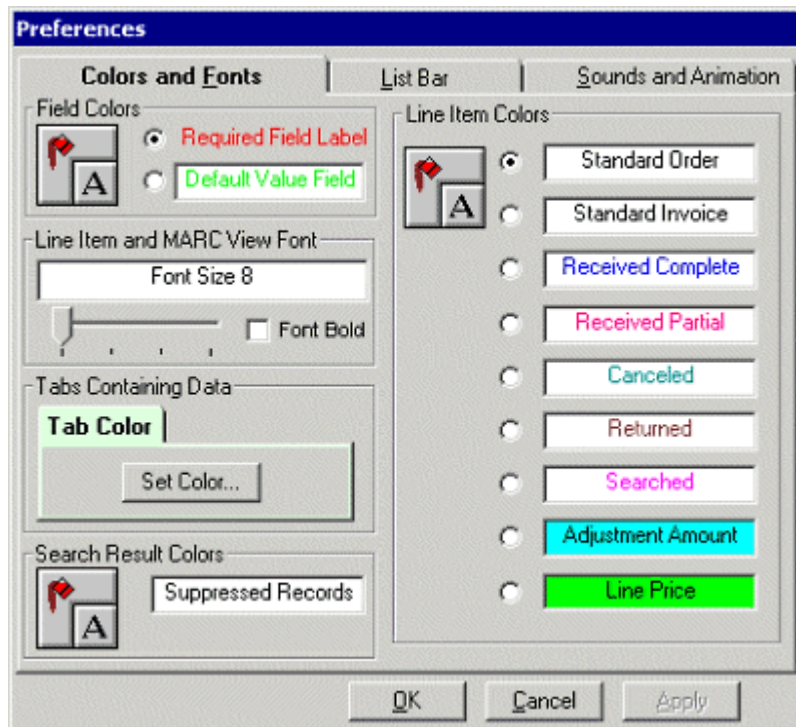 Preferences
Colors and Fonts
List Bar
Sounds and Animation
Field Colors
A
Required Field Label
Default Value Field
Line Item and MARC View Font
Font Size 8
Font Bold
Tabs Containing Data
Tab Color
Set Color...
Search Result Colors
A
Suppressed Records
Line Item Colors
A
Standard Order
Standard Invoice
Received Complete
Received Partial
Canceled
Returned
Searched
Adjustment Amount
Line Price
OK
Cancel
Apply